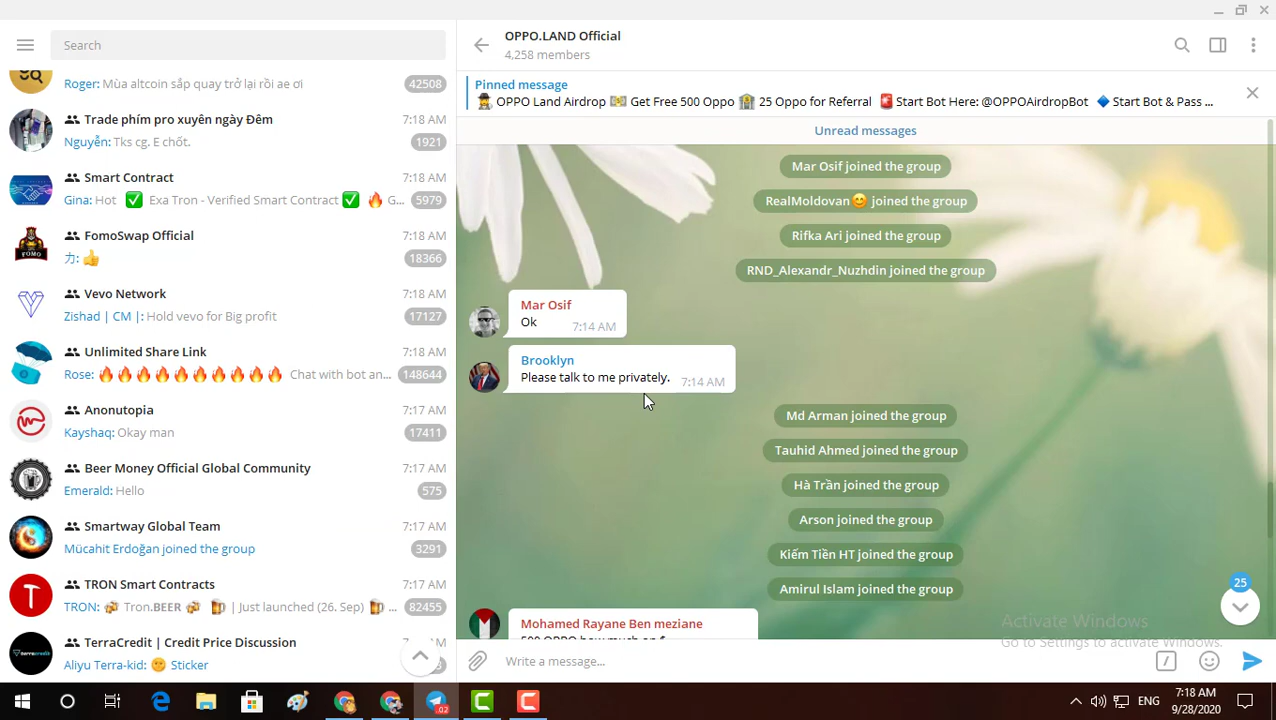 Search
Roger: Mùa altcoin sắp quay trở lại rồi ae ơi
42508
Trade phím pro xuyên ngày Đêm
7:18 AM
Nguyễn: Tks cg. E chốt.
1921
Smart Contract
7:18 AM
Gina: Hot ✅ Exa Tron - Verified Smart Contract ✅ 🔥 G...
5979
FomoSwap Official
7:18 AM
力: 👍
18366
Vevo Network
7:18 AM
Zishad | CM |: Hold vevo for Big profit
17127
Unlimited Share Link
7:18 AM
Rose: 🔥🔥🔥🔥🔥🔥🔥🔥🔥🔥 Chat with bot an...
148644
Anonutopia
7:18 AM
Kayshaq: Okay man
17411
Beer Money Official Global Community
7:17 AM
Emerald: Hello
575
Smartway Global Team
7:17 AM
Mücahit Erdoğan joined the group
3291
TRON Smart Contracts
7:17 AM
TRON: 🍻 Tron.BEER 🍻 🍺 | Just launched (26. Sep) 🍺 ...
82455
TerraCredit | Credit Price Discussion
Aliyu Terra-kid: 🤫 Sticker
OPPO.LAND Official
4,258 members
Pinned message
OPPO Land Airdrop 💵 Get Free 500 Oppo 🏦 25 Oppo for Referral 🚨 Start Bot Here: @OPPOAirdropBot 🔷 Start Bot & Pass ...
Unread messages
Mar Osif joined the group
RealMoldovan😊 joined the group
Rifka Ari joined the group
RND_Alexandr_Nuzhdin joined the group
Mar Osif
Ok
7:14 AM
Brooklyn
Please talk to me privately.
7:14 AM
Md Arman joined the group
Tauhid Ahmed joined the group
Hà Trần joined the group
Arson joined the group
Kiếm Tiền HT joined the group
Amirul Islam joined the group
Mohamed Rayane Ben meziane
25
Activate Windows
Go to Settings to activate Windows.
Write a message...
02
ENG
7:18 AM
9/28/2020